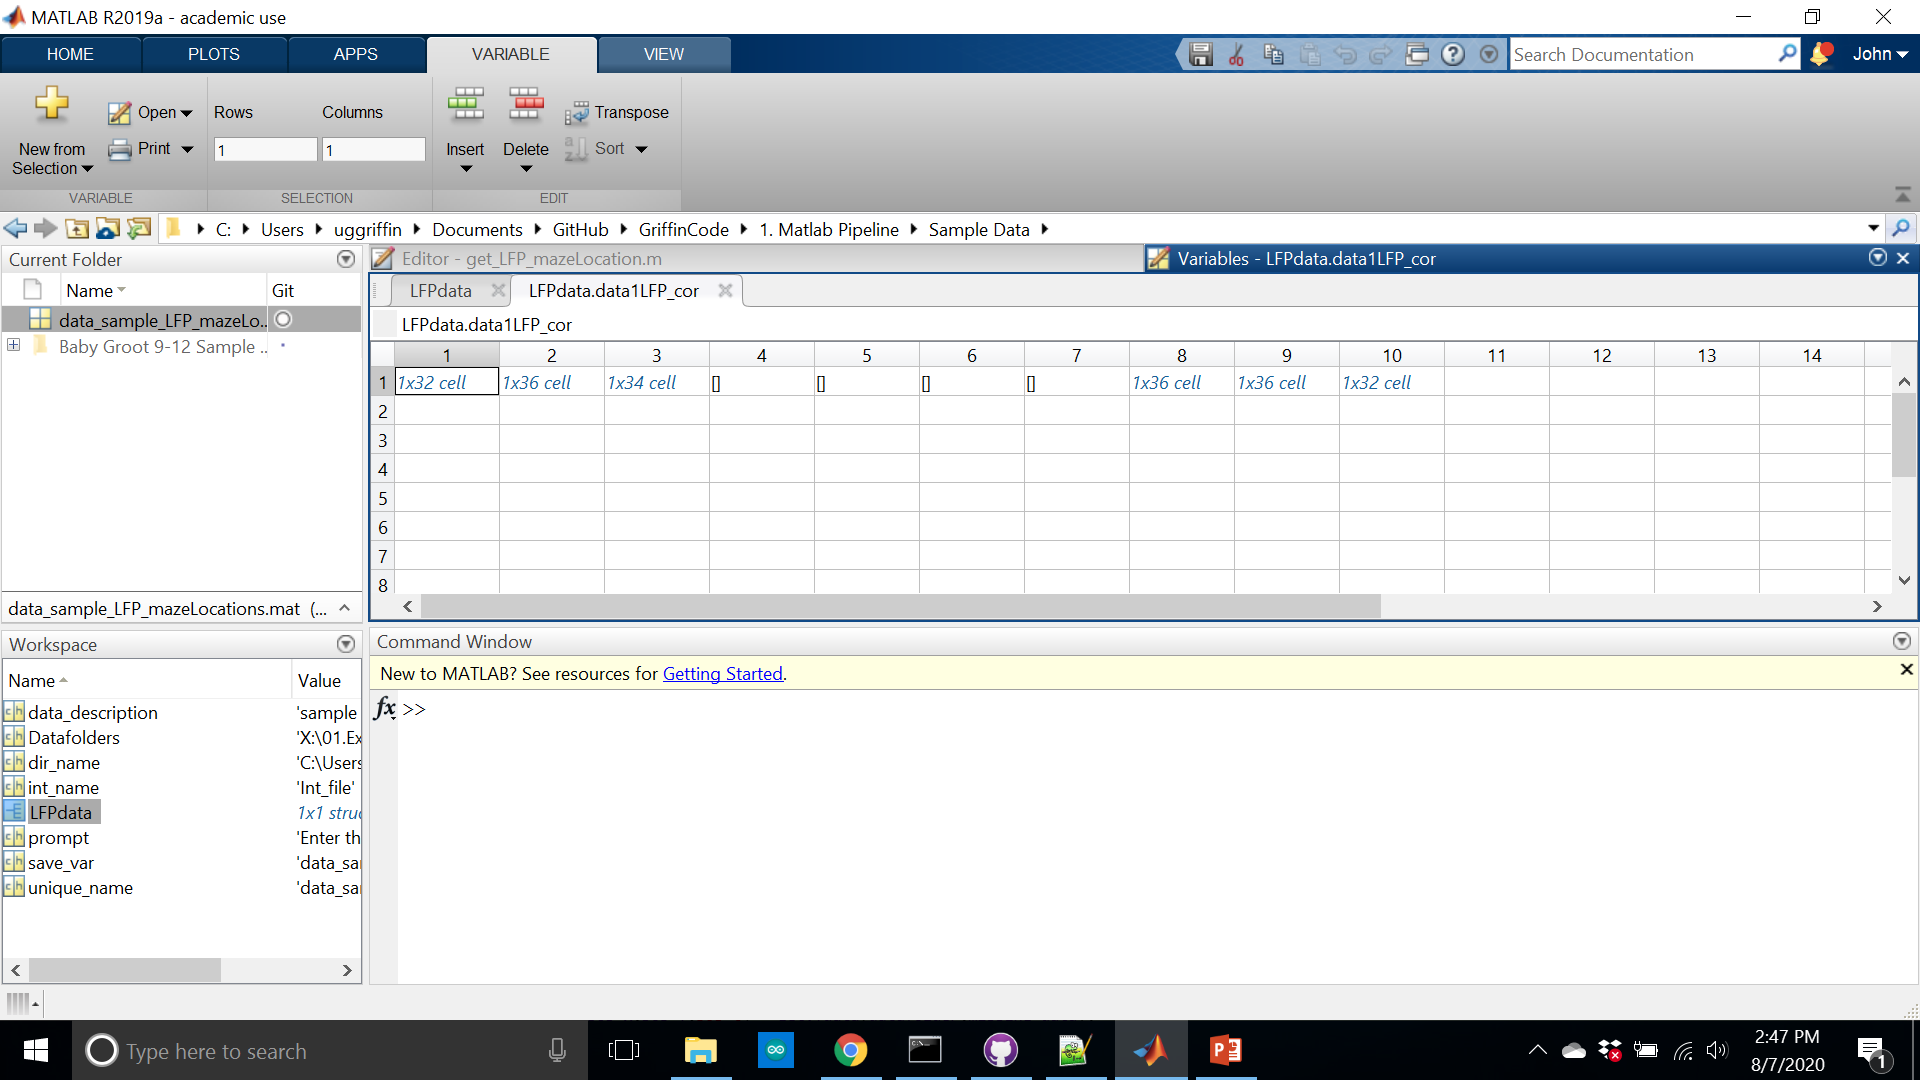 MATLAB R2019a - academic use
HOME PLOTS APPS VARIABLE VIEW
Search Documentation
John
New from
Selection
Open
Print
VARIABLE
Rows Columns
1 1
SELECTION
Insert Delete
Transpose
Sort
EDIT
C: Users uggriffin Documents GitHub GriffinCode 1. Matlab Pipeline Sample Data
Current Folder
Name Git
data_sample_LFP_mazeLo...
Baby Groot 9-12 Sample ...
data_sample_LFP_mazeLocations.mat (...
Workspace
Name Value
data_description 'sample
Datafolders 'X:\01.Ex
dir_name 'C:\Users
int_name 'Int_file'
LFPdata 1x1 struc
prompt 'Enter th
save_var 'data_sa
unique_name 'data_sa
Editor - get_LFP_mazeLocation.m
Variables - LFPdata.data1LFP_cor
LFPdata LFPdata.data1LFP_cor
LFPdata.data1LFP_cor
1 2 3 4 5 6 7 8 9 10 11 12 13 14
1 1x32 cell 1x36 cell 1x34 cell [] [] [] [] 1x36 cell 1x36 cell 1x32 cell
2
3
4
5
6
7
8
Command Window
New to MATLAB? See resources for Getting Started.
fx >>
Type here to search
2:47 PM
8/7/2020
1